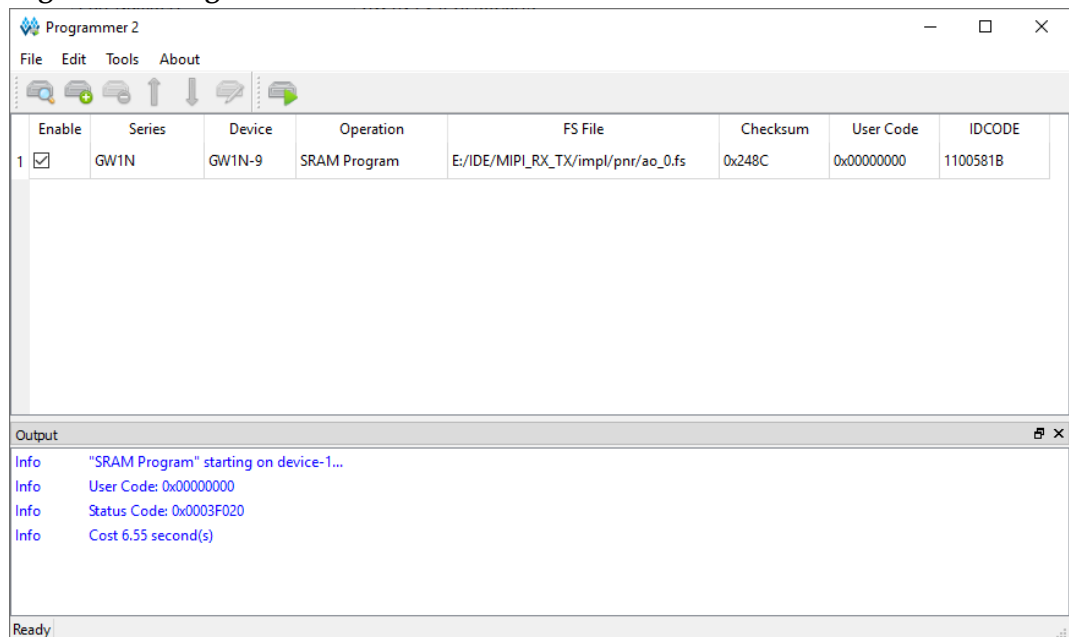 Programmer 2
File Edit Tools About
Enable Series Device Operation FS File Checksum User Code IDCODE
1 GW1N GW1N-9 SRAM Program E:/IDE/MIPI_RX_TX/impl/pnr/ao_0.fs 0x248C 0x00000000 1100581B
Output
Info "SRAM Program" starting on device-1...
Info User Code: 0x00000000
Info Status Code: 0x0003F020
Info Cost 6.55 second(s)
Ready